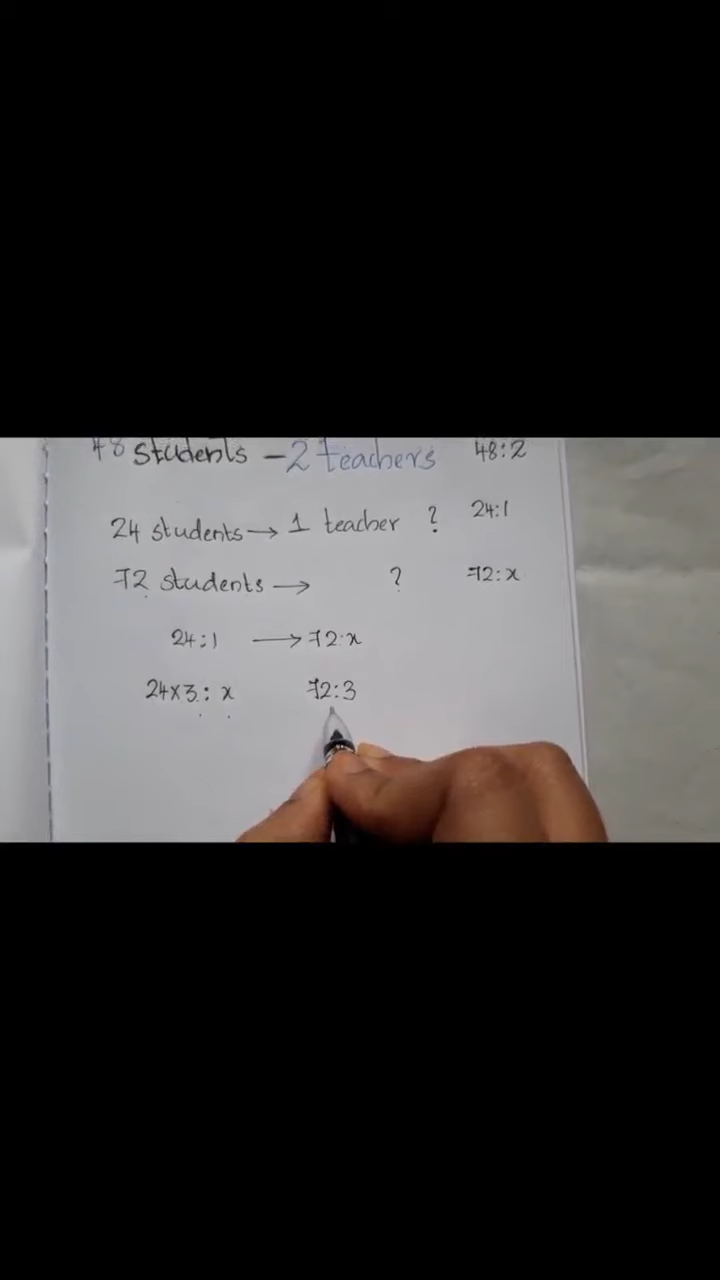 48 students - 2 teachers 48:2
24 students → 1 teacher ? 24:1
72 students → ? 72:x
24:1 → 72:x
24x3: x 72:3